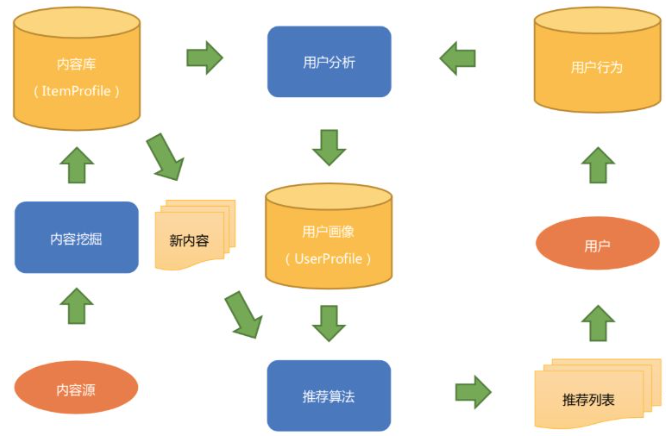 内容库
（ItemProfile）
用户分析
用户行为
内容挖掘
新内容
用户画像
（UserProfile）
用户
内容源
推荐算法
推荐列表